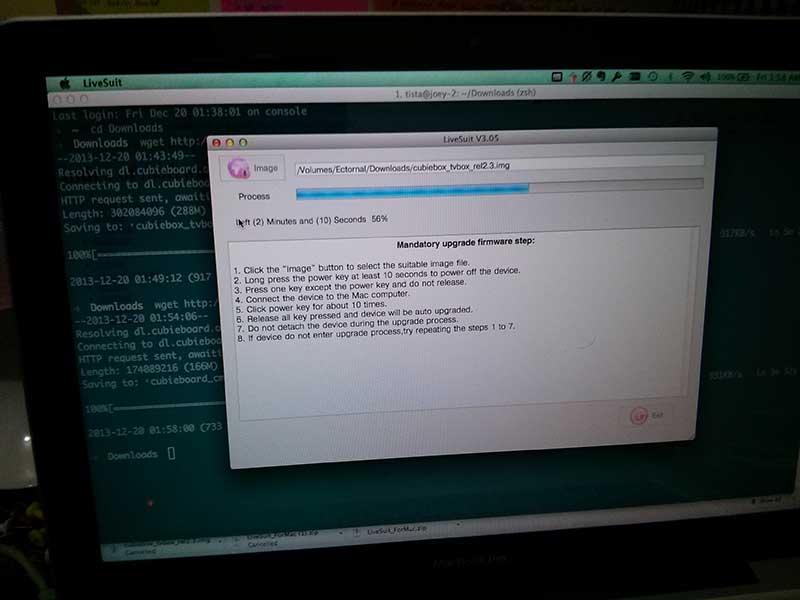 LiveSuit
100%
Fri 1:58 AM
1. tista@joey-2: ~/Downloads (zsh)
Last login: Fri Dec 20 01:38:01 on console
~ cd Downloads
Downloads wget http:/
--2013-12-20 01:43:49--
Resolving dl.cubieboard.o
Connecting to dl.cubieboard.
HTTP request sent, awaiti
Length: 302084096 (288M)
Saving to: 'cubiebox_tvbo
100%[
2013-12-20 01:49:12 (917
Downloads wget http:/
--2013-12-20 01:54:06--
Resolving dl.cubieboard.o
Connecting to dl.cubieboa
HTTP request sent, awaiti
Length: 174089216 (166M)
Saving to: 'cubieboard_cm
100%[
2013-12-20 01:58:00 (733
Downloads
LiveSuit V3.05
Image
/Volumes/Ectornal/Downloads/cubiebox_tvbox_rel2.3.img
Process
Left (2) Minutes and (10) Seconds 56%
Mandatory upgrade firmware step:
1. Click the "Image" button to select the suitable image file.
2. Long press the power key at least 10 seconds to power off the device.
3. Press one key except the power key and do not release.
4. Connect the device to the Mac computer.
5. Click power key for about 10 times.
6. Release all key pressed and device will be auto upgraded.
7. Do not detach the device during the upgrade process.
8. If device do not enter upgrade process,try repeating the steps 1 to 7.
Exit
917KB/s
931KB/s
Cancelled
Cancelled
LiveSuit_ForMac.zip
MacBook Pro